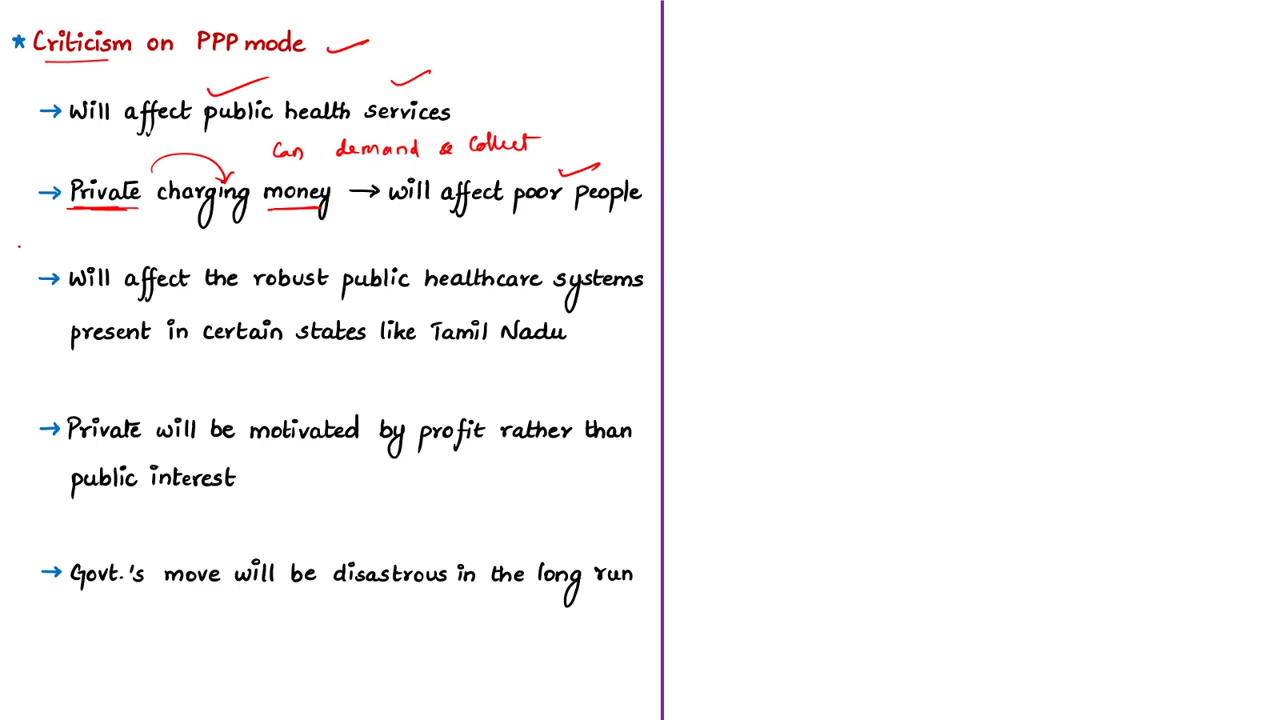 * Criticism on PPP mode
→ Will affect public health services
Can demand & Collect
→ Private charging money → will affect poor people
→ Will affect the robust public healthcare systems
present in certain states like Tamil Nadu
→ Private will be motivated by profit rather than
public interest
→ Govt.'s move will be disastrous in the long run